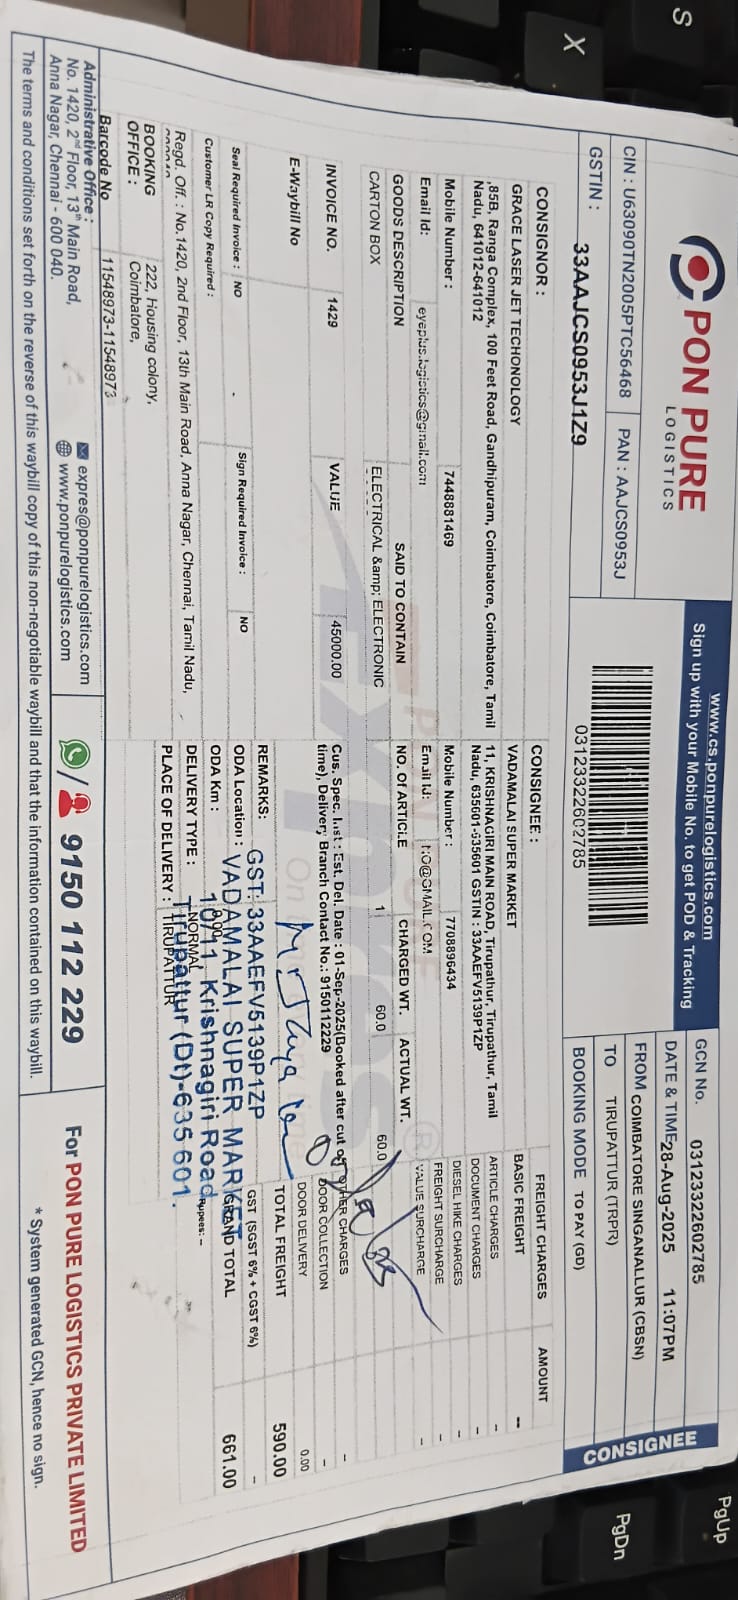 PON PURE
LOGISTICS
CIN : U63090TN2005PTC56468
PAN : AAJCS0953J
GSTIN :
33AAJCS0953J1Z9
www.cs.ponpurelogistics.com
Sign up with your Mobile No. to get POD & Tracking
03123322602785
GCN No. 03123322602785
DATE & TIME 28-Aug-2025 11:07PM
FROM COIMBATORE SINGANALLUR (CBSN)
TO TIRUPATTUR (TRPR)
BOOKING MODE TO PAY (GD)
CONSIGNEE
CONSIGNOR :
GRACE LASER JET TECHONOLOGY
,85B, Ranga Complex, 100 Feet Road, Gandhipuram, Coimbatore, Coimbatore, Tamil
Nadu, 641012-641012
Mobile Number : 7448881469
Email Id: eyeplus.logistics@gmail.com
CONSIGNEE :
VADAMALAI SUPER MARKET
11, KRISHNAGIRI MAIN ROAD, Tirupathur, Tirupathur, Tamil
Nadu, 635601-635601 GSTIN : 33AAEFV5139P1ZP
Mobile Number : 7708896434
Email Id: @GMAIL.COM
GOODS DESCRIPTION SAID TO CONTAIN NO. Of ARTICLE CHARGED WT. ACTUAL WT.
CARTON BOX ELECTRICAL &amp; ELECTRONIC 1 60.0 60.0
INVOICE NO. 1429 VALUE 45000.00
Cus. Spec. Inst : Est. Del. Date : 01-Sep-2025(Booked after cut off
time), Delivery Branch Contact No.: 9150112229
E-Waybill No
REMARKS:
Seal Required Invoice : NO Sign Required Invoice : NO
ODA Location :
Customer LR Copy Required :
ODA Km : 0.00
DELIVERY TYPE : NORMAL
PLACE OF DELIVERY : TIRUPATTUR
GST: 33AAEFV5139P1ZP
VADAMALAI SUPER MARKET
10/11 Krishnagiri Road
Tirupattur (Dt)-635 601.
FREIGHT CHARGES AMOUNT
BASIC FREIGHT --
ARTICLE CHARGES –
DOCUMENT CHARGES –
DIESEL HIKE CHARGES –
FREIGHT SURCHARGE –
VALUE SURCHARGE –
OTHER CHARGES –
DOOR COLLECTION –
DOOR DELIVERY 0.00
TOTAL FREIGHT 590.00
GST (SGST 6% + CGST 6%) –
GRAND TOTAL 661.00
Rupees: --
Regd. Off. : No.1420, 2nd Floor, 13th Main Road, Anna Nagar, Chennai, Tamil Nadu,
BOOKING
OFFICE :
222, Housing colony,
Coimbatore,
Barcode No 11548973-11548973
Administrative Office :
No. 1420, 2nd Floor, 13th Main Road,
Anna Nagar, Chennai - 600 040.
expres@ponpurelogistics.com
www.ponpurelogistics.com
9150 112 229
For PON PURE LOGISTICS PRIVATE LIMITED
The terms and conditions set forth on the reverse of this waybill copy of this non-negotiable waybill and that the information contained on this waybill.
* System generated GCN, hence no sign.
S
X
PgUp
PgDn